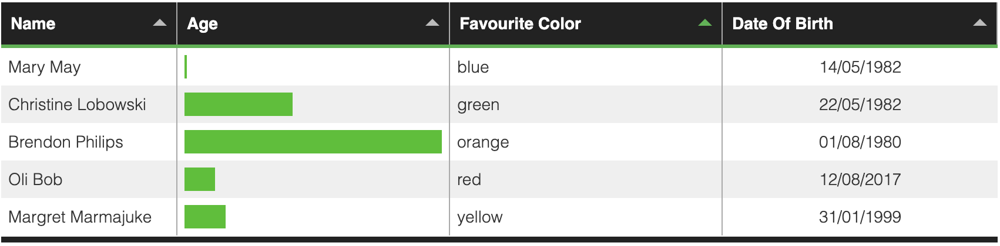 Name Age Favourite Color Date Of Birth
Mary May blue 14/05/1982
Christine Lobowski green 22/05/1982
Brendon Philips orange 01/08/1980
Oli Bob red 12/08/2017
Margret Marmajuke yellow 31/01/1999